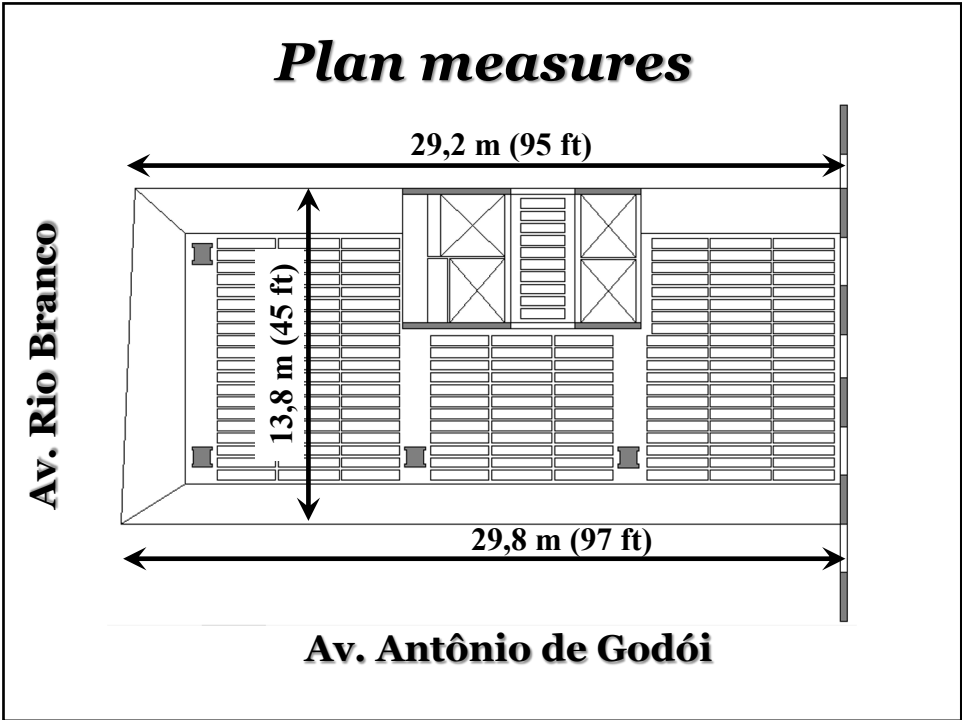 Plan measures
29,2 m (95 ft)
Av. Rio Branco
13,8 m (45 ft)
29,8 m (97 ft)
Av. Antônio de Godói